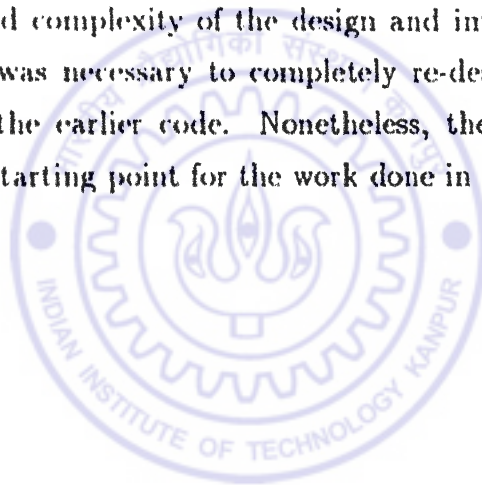 d complexity of the design and in
was necessary to completely re-de
the earlier code. Nonetheless, the
tarting point for the work done in
INDIAN INSTITUTE OF TECHNOLOGY KANPUR